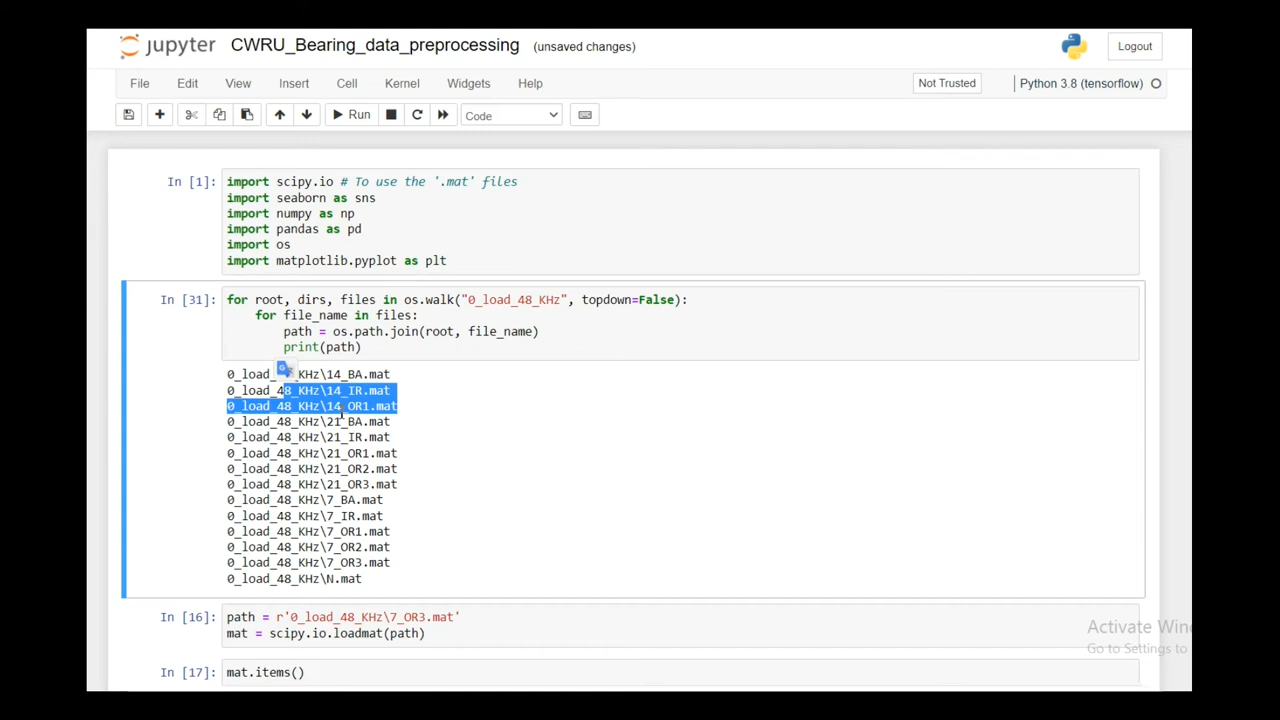 jupyter CWRU_Bearing_data_preprocessing (unsaved changes) Logout
File Edit View Insert Cell Kernel Widgets Help Not Trusted Python 3.8 (tensorflow)
Run Code
In [1]: import scipy.io # To use the '.mat' files
import seaborn as sns
import numpy as np
import pandas as pd
import os
import matplotlib.pyplot as plt
In [31]: for root, dirs, files in os.walk("0_load_48_KHz", topdown=False):
for file_name in files:
path = os.path.join(root, file_name)
print(path)
0_load_ KHz\14_BA.mat
0_load_48_KHz\14_IR.mat
0_load_48_KHz\14_OR1.mat
0_load_48_KHz\21_BA.mat
0_load_48_KHz\21_IR.mat
0_load_48_KHz\21_OR1.mat
0_load_48_KHz\21_OR2.mat
0_load_48_KHz\21_OR3.mat
0_load_48_KHz\7_BA.mat
0_load_48_KHz\7_IR.mat
0_load_48_KHz\7_OR1.mat
0_load_48_KHz\7_OR2.mat
0_load_48_KHz\7_OR3.mat
0_load_48_KHz\N.mat
In [16]: path = r'0_load_48_KHz\7_OR3.mat'
mat = scipy.io.loadmat(path)
Activate Win
Go to Settings to
In [17]: mat.items()